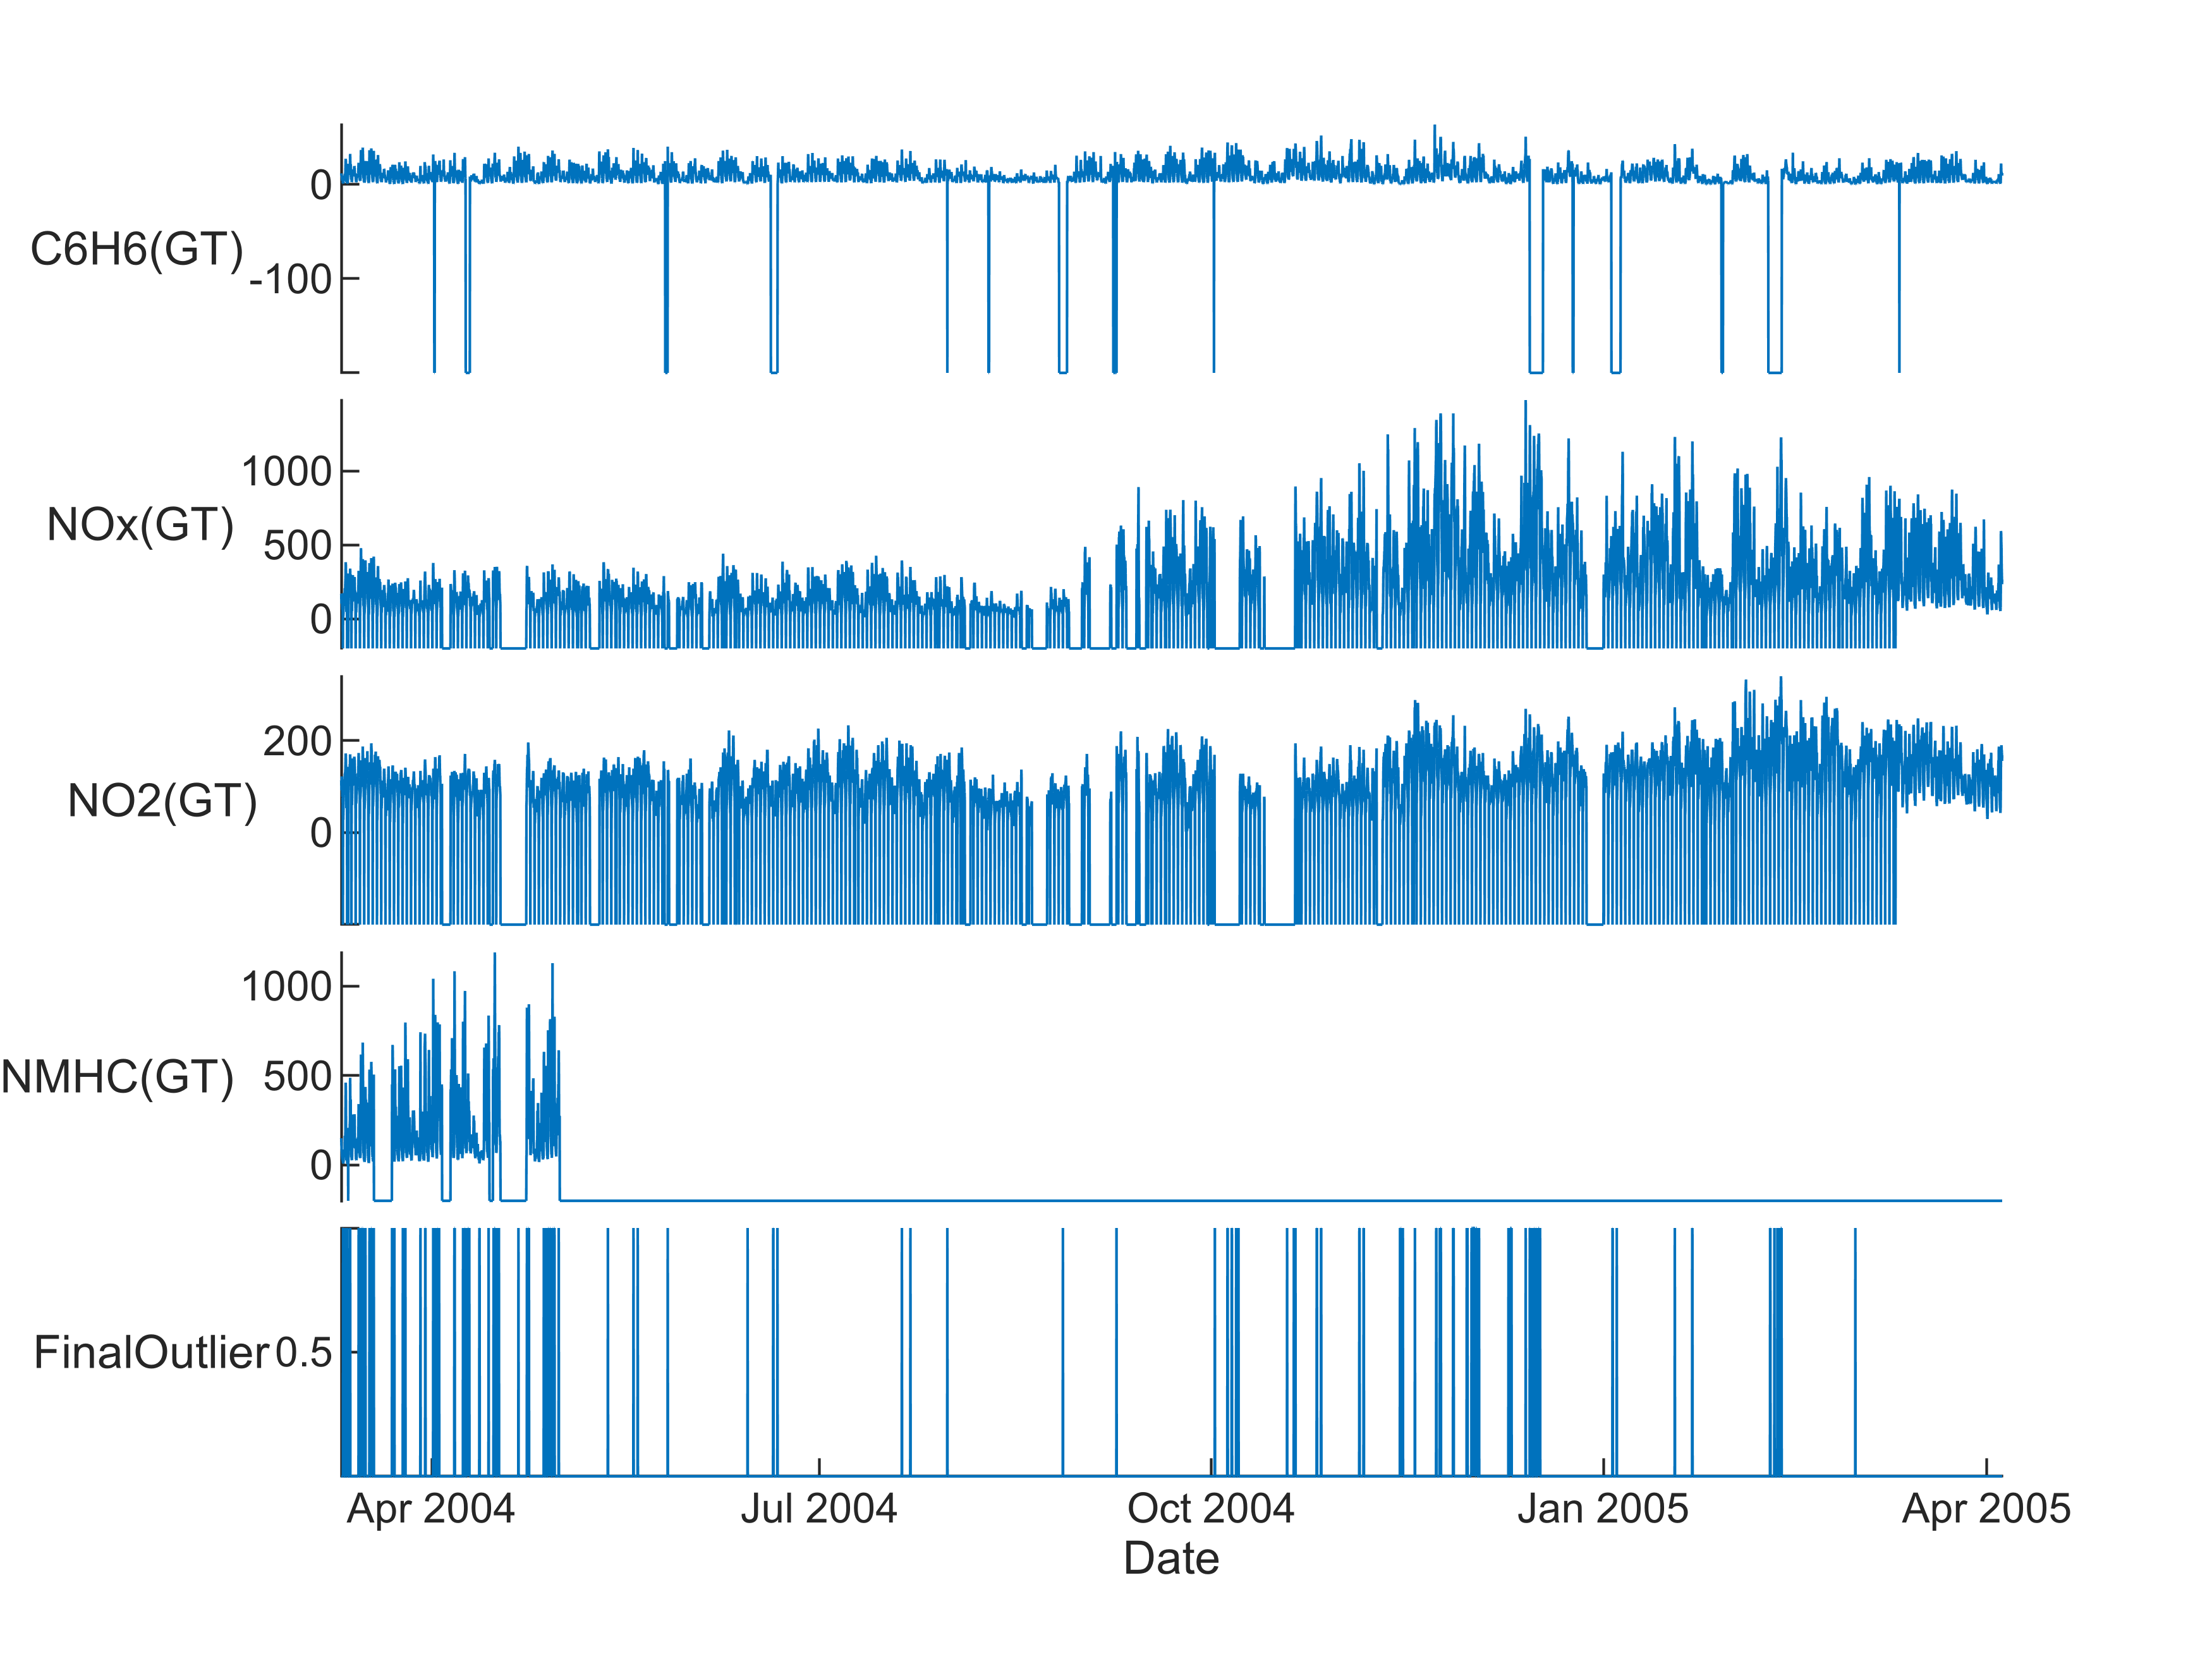 0
C6H6(GT)
-100
1000
NOx(GT)
500
0
200
NO2(GT)
0
1000
NMHC(GT) 500
0
FinalOutlier 0.5
Apr 2004 Jul 2004 Oct 2004 Jan 2005 Apr 2005
Date